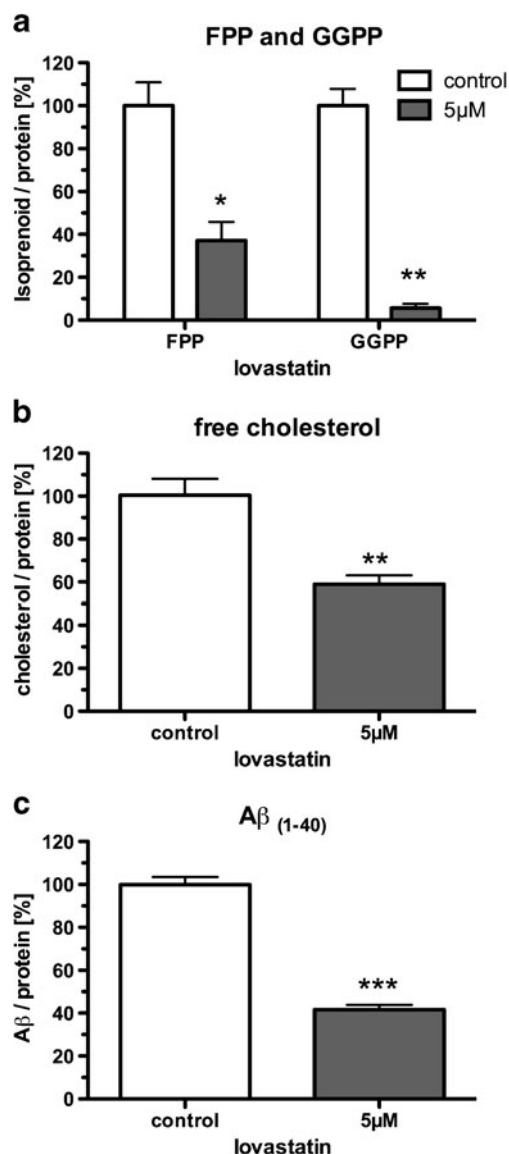 a
FPP and GGPP
Isoprenoid / protein [%]
120
100
80
60
40
20
0
control
5µM
*
**
FPP
GGPP
lovastatin
b
free cholesterol
cholesterol / protein [%]
120
100
80
60
40
20
0
**
control
5µM
lovastatin
c
Aβ (1-40)
Aβ / protein [%]
120
100
80
60
40
20
0
***
control
5µM
lovastatin